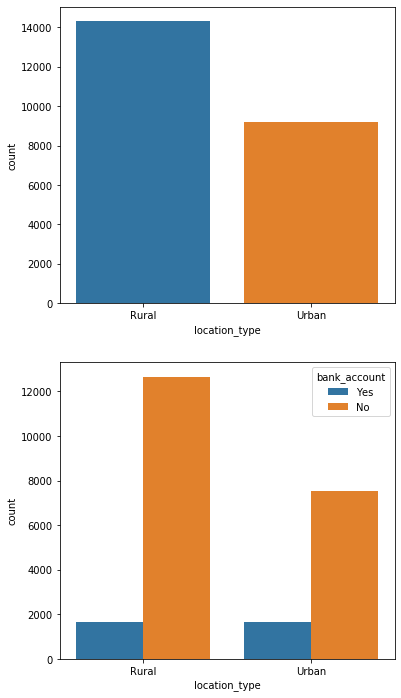 14000
12000
10000
8000
6000
4000
2000
0
count
Rural Urban
location_type
12000
10000
8000
6000
4000
2000
0
count
bank_account
Yes
No
Rural Urban
location_type